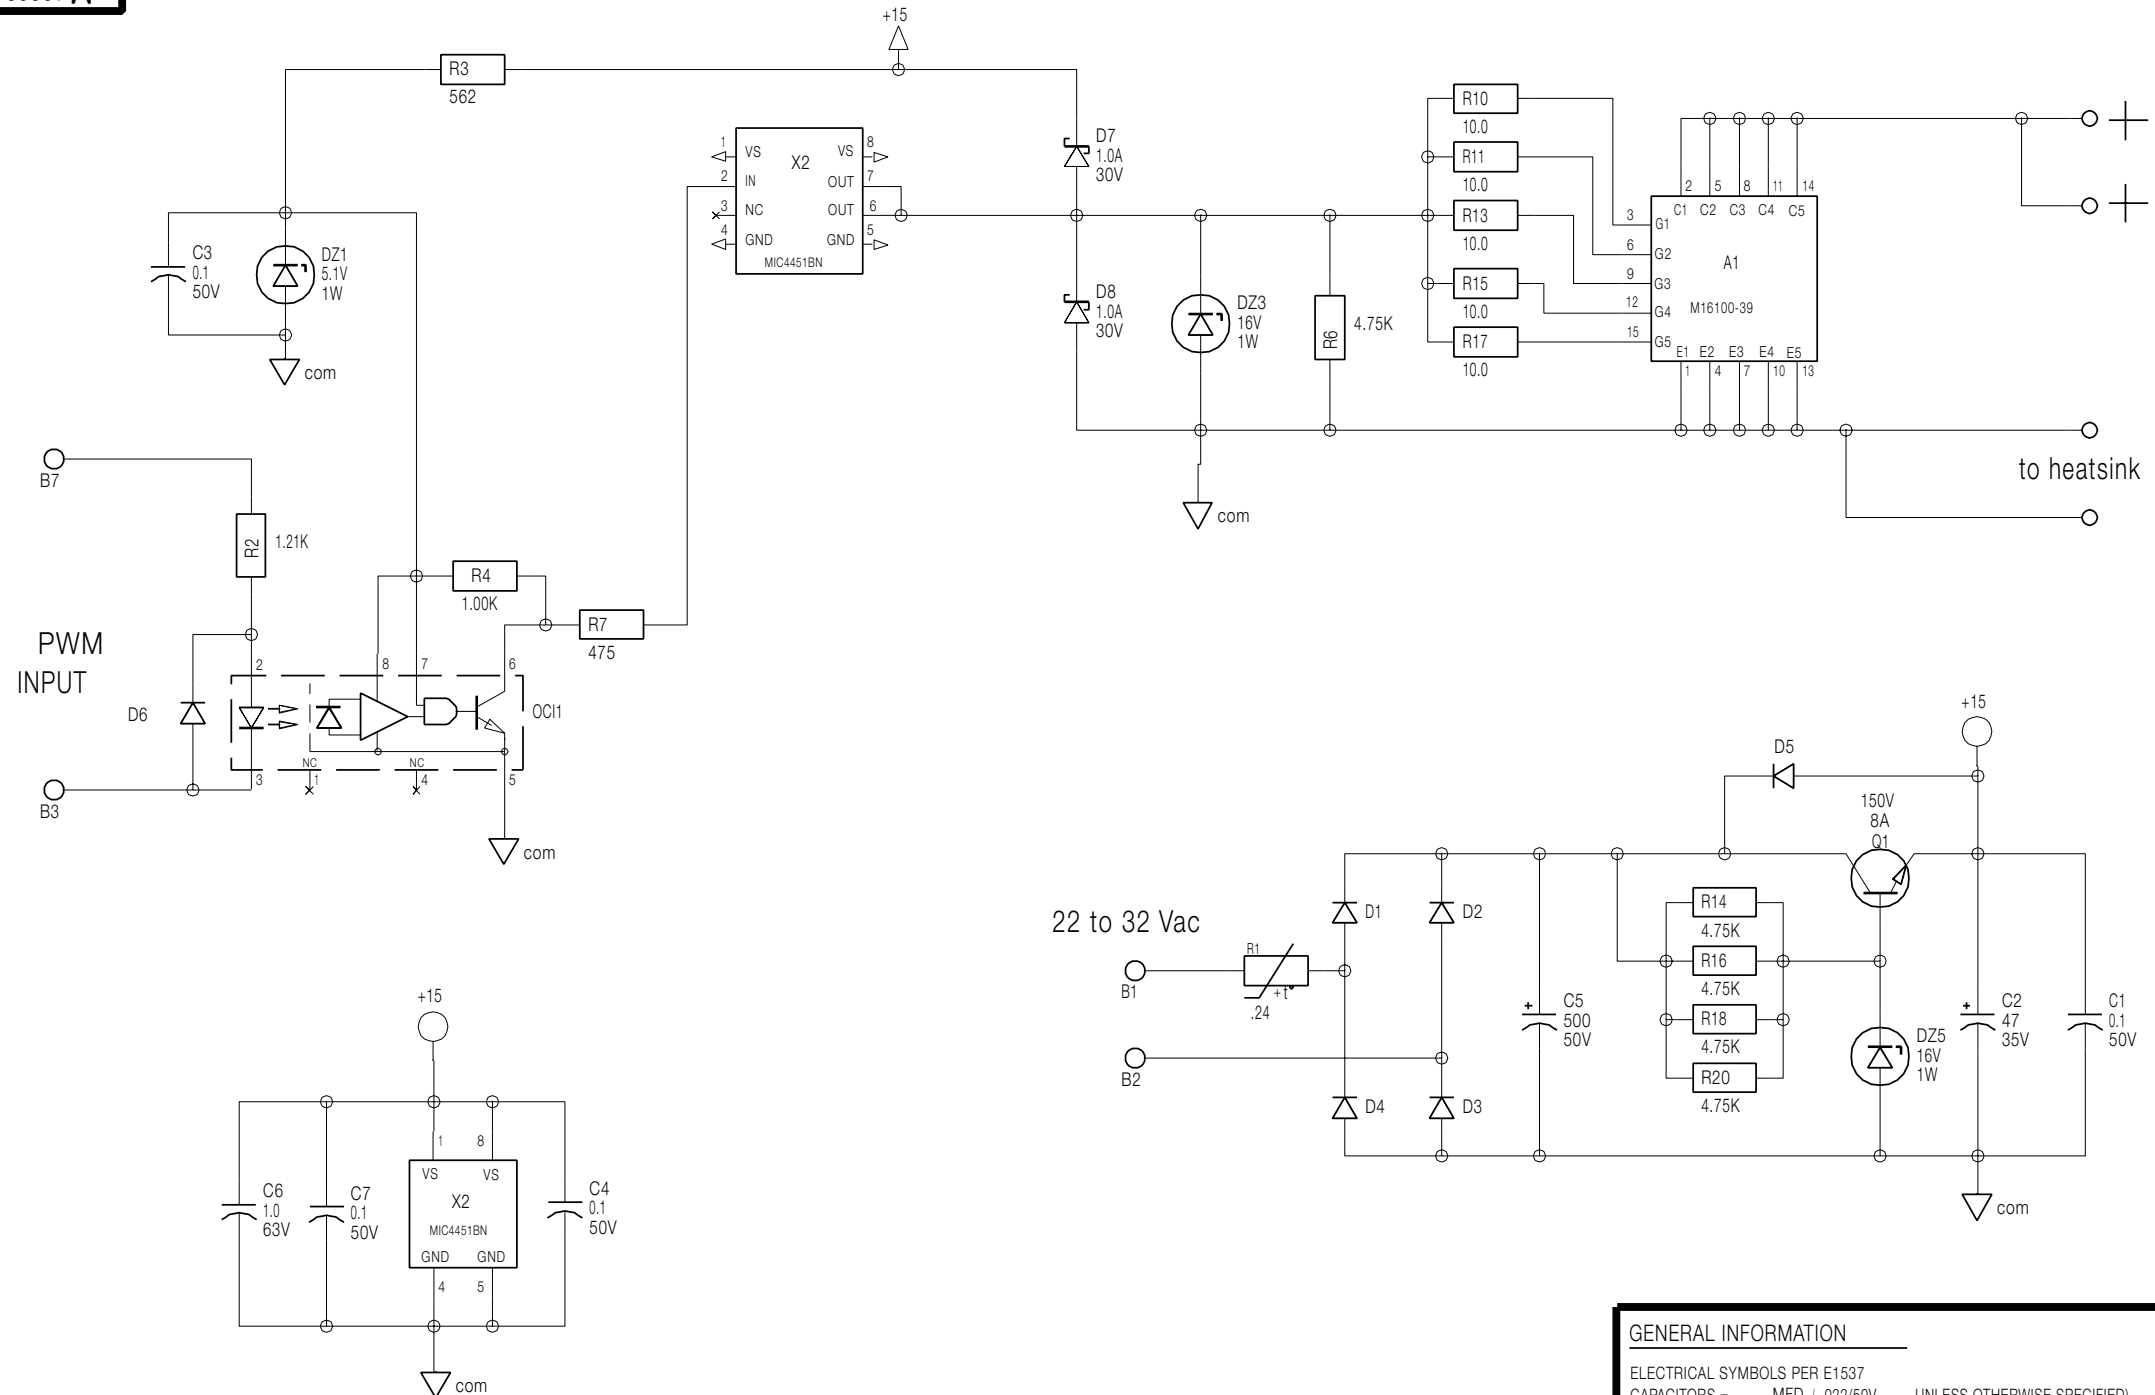 +15
R3
562
C3
0.1
50V
DZ1
5.1V
1W
com
1
VS
VS
8
X2
2
IN
OUT
7
3
NC
OUT
6
4
GND
GND
5
MIC4451BN
D7
1.0A
30V
D8
1.0A
30V
DZ3
16V
1W
R6
4.75K
com
R10
10.0
R11
10.0
R13
10.0
R15
10.0
R17
10.0
2 5 8 11 14
C1 C2 C3 C4 C5
3 G1
6 G2
9 G3
12 G4
15 G5
A1
M16100-39
E1 E2 E3 E4 E5
1 4 7 10 13
to heatsink
B7
R2
1.21K
R4
1.00K
R7
475
PWM
INPUT
2
8
7
6
D6
OCI1
NC
NC
3
1
4
5
B3
com
+15
D5
150V
8A
Q1
22 to 32 Vac
D1
D2
R1
+t°
.24
B1
B2
D4
D3
C5
500
50V
R14
4.75K
R16
4.75K
R18
4.75K
R20
4.75K
DZ5
16V
1W
C2
47
35V
C1
0.1
50V
com
+15
1
8
VS
VS
X2
MIC4451BN
GND
GND
4
5
C6
1.0
63V
C7
0.1
50V
C4
0.1
50V
com
GENERAL INFORMATION
ELECTRICAL SYMBOLS PER E1537
CAPACITORS = MFD ( .022/50V UNLESS OTHERWISE SPECIFIED)